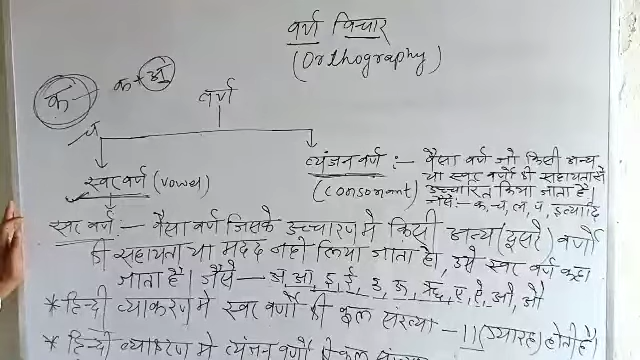 वर्ण विचार
(Orthography)
क क + अ
वर्ण
स्वर वर्ण (vowel)
व्यंजन वर्ण :- वैसा वर्ण जो किसी अन्य
या स्वर वर्णो की सहायता से
(consonant) उच्चारित किया जाता है।
जैसे:- क, च, ल, प, इत्यादि
स्वर वर्ण :- वैसा वर्ण जिसके उच्चारण मे किसी अन्य (दूसरे) वर्णो
की सहायता या मदद नही लिया जाता हो, उसे स्वर वर्ण कहा
जाता है। जैसे — अ, आ, इ, ई, उ, ऊ, ऋ, ए, ऐ, ओ, औ
* हिन्दी व्याकरण मे स्वर वर्णो की कुल संख्या - 11 (ग्यारह) होती है।
* हिन्दी व्याकरण मे व्यंजन वर्णो की कुल